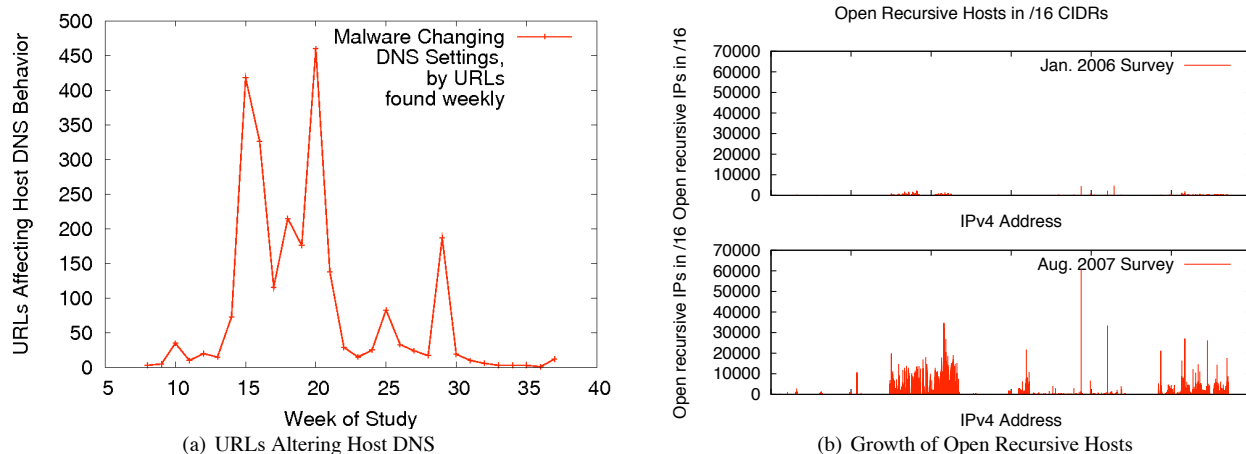 500
450
400
350
300
250
200
150
100
50
0
5
10
15
20
25
30
35
40
URLs Affecting Host DNS Behavior
Malware Changing
DNS Settings,
by URLs
found weekly
Week of Study
(a) URLs Altering Host DNS
Open Recursive Hosts in /16 CIDRs
70000
60000
50000
40000
30000
20000
10000
0
Open recursive IPs in /16
Jan. 2006 Survey
IPv4 Address
70000
60000
50000
40000
30000
20000
10000
0
Open recursive IPs in /16
Aug. 2007 Survey
IPv4 Address
(b) Growth of Open Recursive Hosts